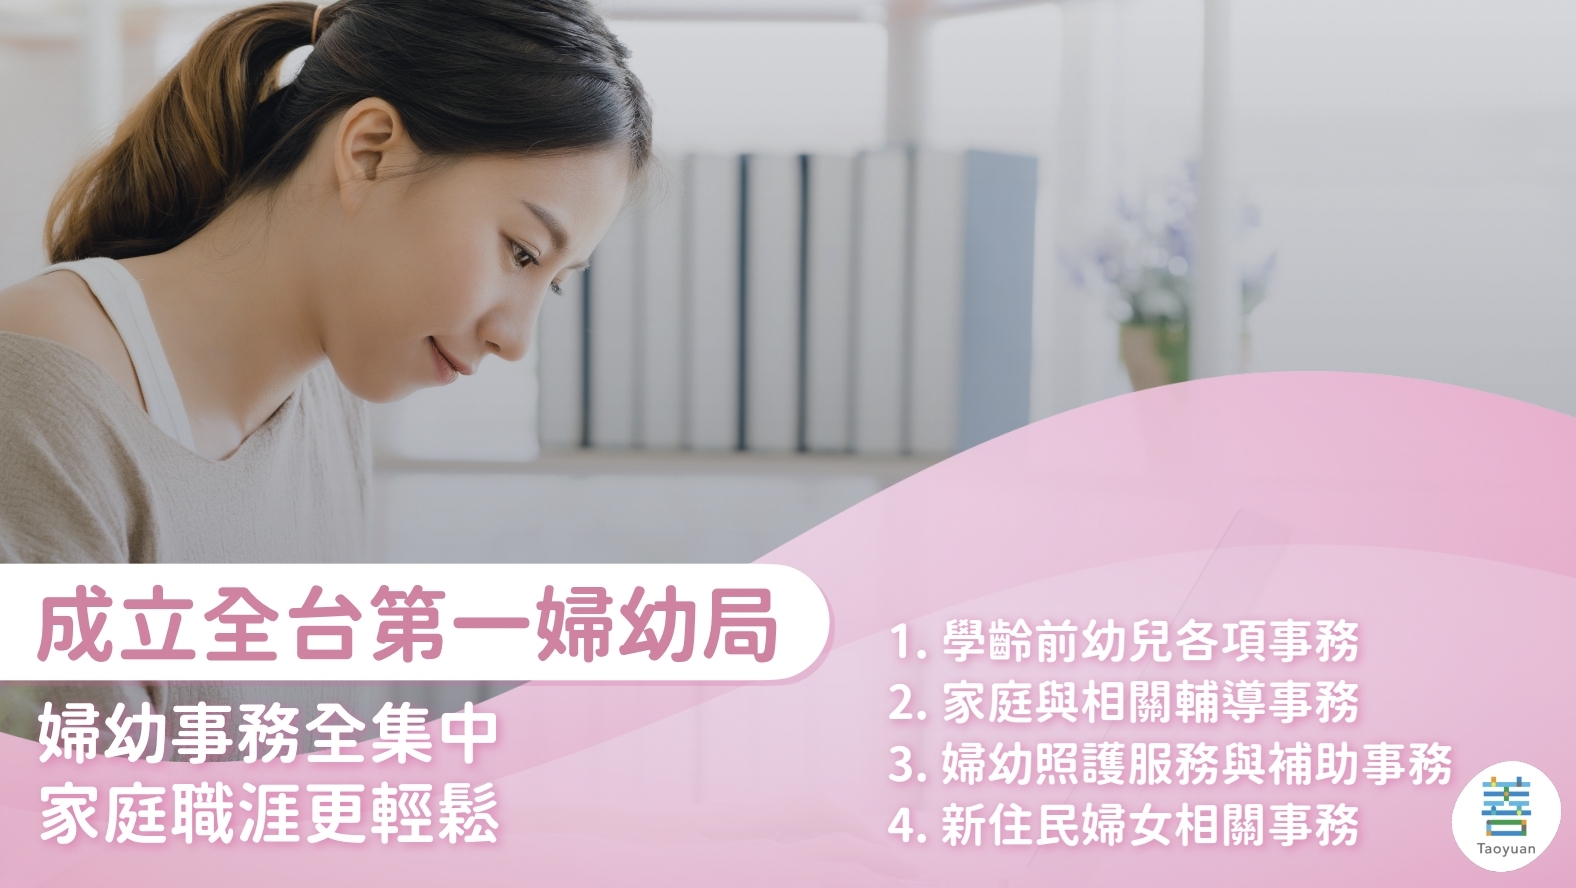 成立全台第一婦幼局
婦幼事務全集中
家庭職涯更輕鬆
1. 學齡前幼兒各項事務
2. 家庭與相關輔導事務
3. 婦幼照護服務與補助事務
4. 新住民婦女相關事務
善
Taoyuan